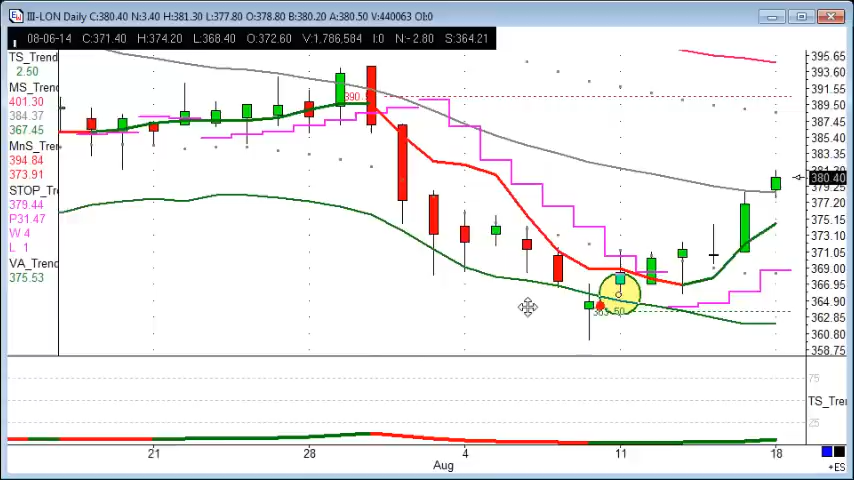 III-LON Daily C:380.40 N:3.40 H:381.30 L:377.80 O:378.80 B:380.20 A:380.50 V:440063 OI:0
08-06-14 C:371.40 H:374.20 L:368.40 O:372.60 V:1,786,584 I:0 N:-2.80 S:364.21
TS_Trend
2.50
MS_Trend
401.30
384.37
367.45
MnS_Trer
394.84
373.91
STOP_Tr
379.44
P31.47
W 4
L 1
VA_Trend
375.53
390.
363.50
395.65
393.60
391.55
389.50
387.45
385.40
383.35
380.40
379.25
377.20
375.15
373.10
371.05
369.00
366.95
364.90
362.85
360.80
358.75
75
50
25
TS_Tre
21
28
4
11
18
Aug
+ES